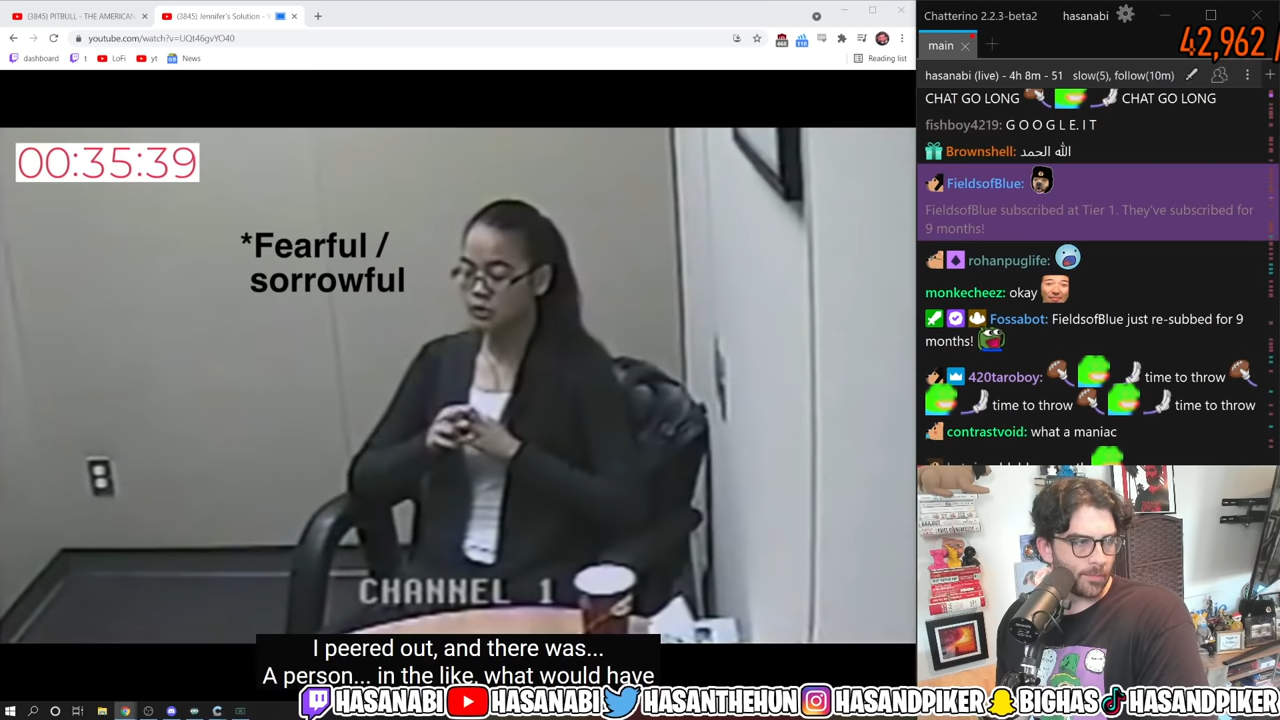 (3845) PITBULL - THE AMERICAN
(3845) Jennifer's Solution - Yo
youtube.com/watch?v=UQt46gvYO40
dashboard
t
LoFi
yt
News
Reading list
468
118
00:35:39
*Fearful /
sorrowful
CHANNEL 1
I peered out, and there was...
A person... in the like, what would have
Chatterino 2.2.3-beta2
hasanabi
main
42,962 /
hasanabi (live) - 4h 8m - 51
slow(5), follow(10m)
CHAT GO LONG CHAT GO LONG
fishboy4219: G O O G L E. I T
Brownshell: الحمد الله
FieldsofBlue:
FieldsofBlue subscribed at Tier 1. They've subscribed for
9 months!
rohanpuglife:
monkecheez: okay
Fossabot: FieldsofBlue just re-subbed for 9
months!
420taroboy: time to throw
time to throw time to throw
contrastvoid: what a maniac
HASANABI HASANABI HASANTHEHUN HASANDPIKER BIGHAS HASANDPIKER